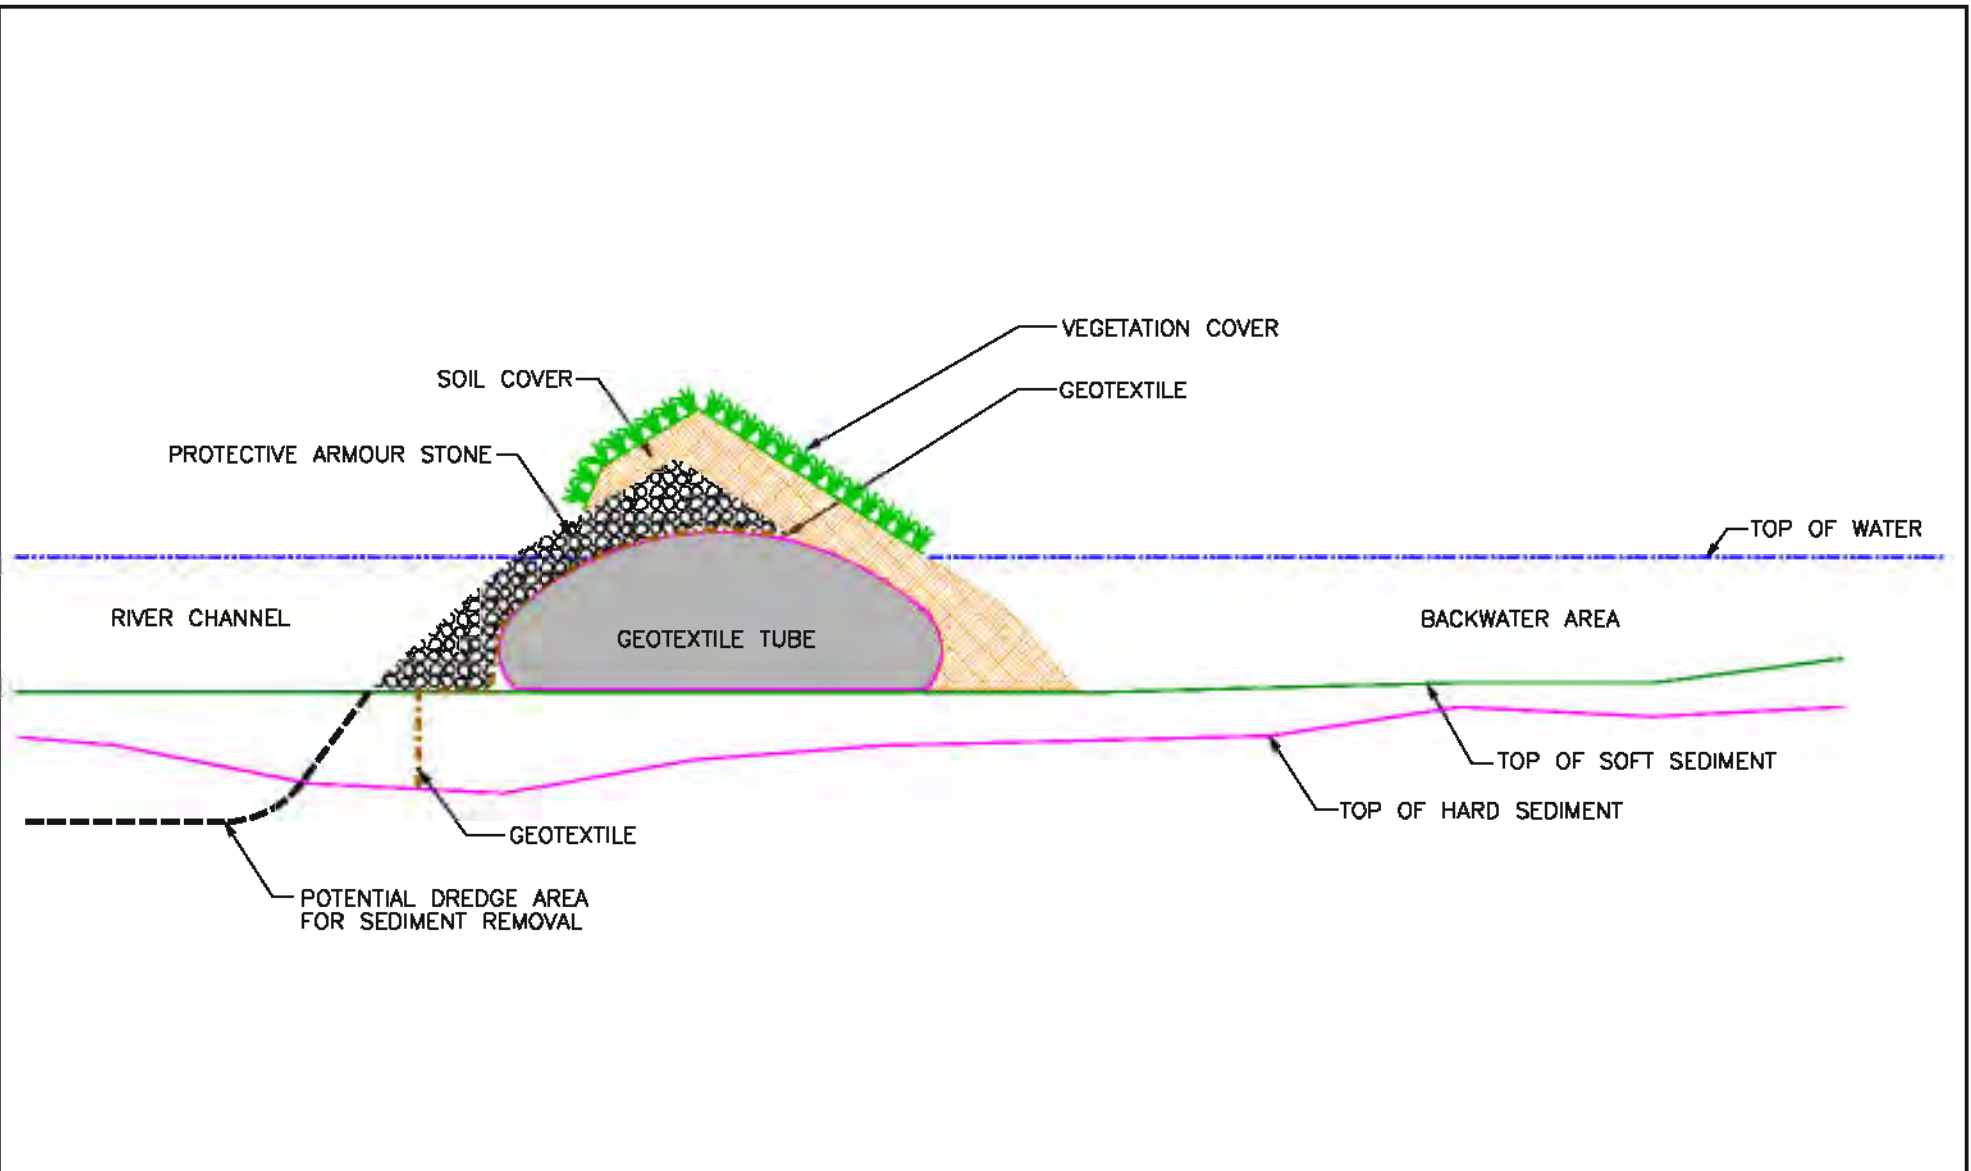 VEGETATION COVER
SOIL COVER
GEOTEXTILE
PROTECTIVE ARMOUR STONE
TOP OF WATER
RIVER CHANNEL
GEOTEXTILE TUBE
BACKWATER AREA
TOP OF SOFT SEDIMENT
TOP OF HARD SEDIMENT
GEOTEXTILE
POTENTIAL DREDGE AREA
FOR SEDIMENT REMOVAL